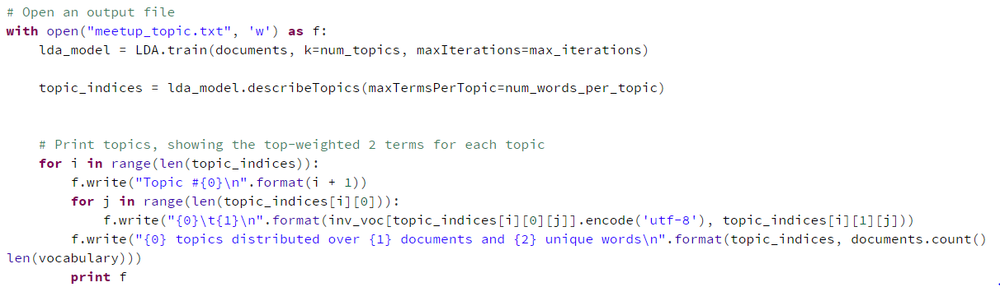 # Open an output file
with open("meetup_topic.txt", 'w') as f:
    lda_model = LDA.train(documents, k=num_topics, maxIterations=max_iterations)
    topic_indices = lda_model.describeTopics(maxTermsPerTopic=num_words_per_topic)
    # Print topics, showing the top-weighted 2 terms for each topic
    for i in range(len(topic_indices)):
        f.write("Topic #{0}\n".format(i + 1))
        for j in range(len(topic_indices[i][0])):
            f.write("{0}\t{1}\n".format(inv_voc[topic_indices[i][0][j]].encode('utf-8'), topic_indices[i][1][j]))
        f.write("{0} topics distributed over {1} documents and {2} unique words\n".format(topic_indices, documents.count()
len(vocabulary)))
        print f